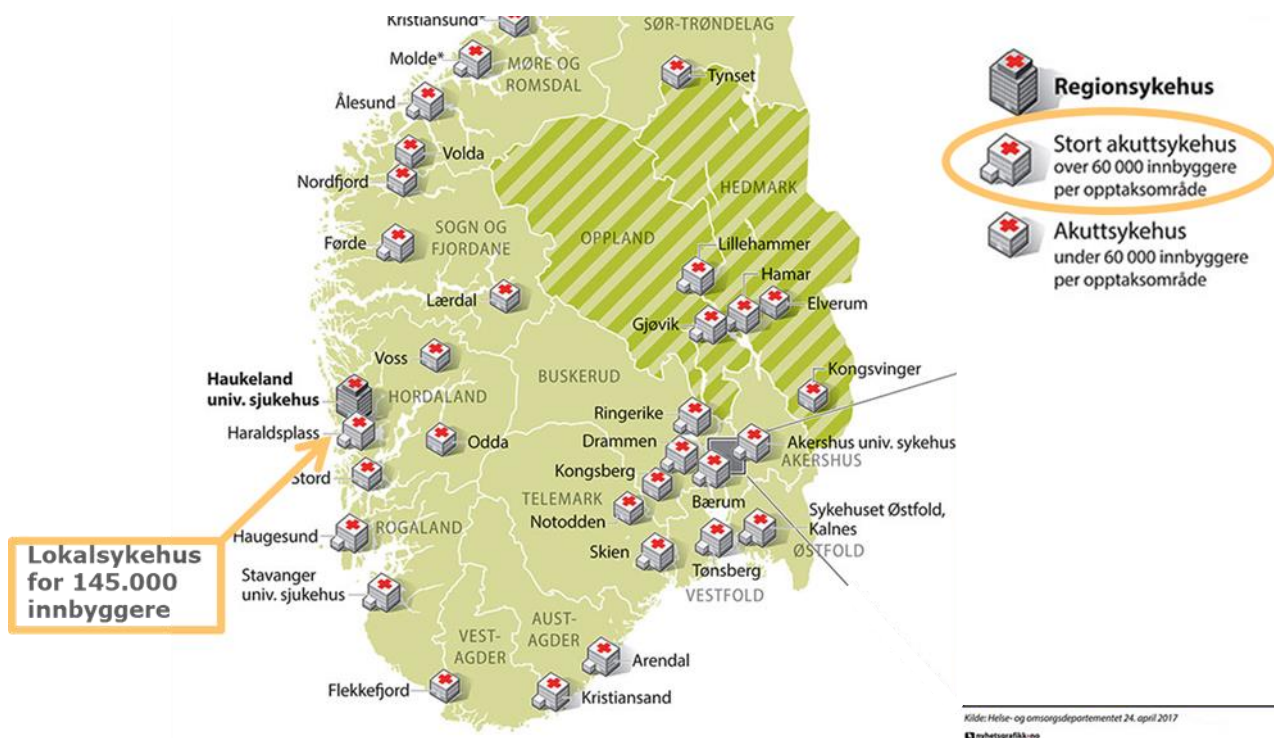 Kristiansund*
SØR-TRØNDELAG
Molde*
MØRE OG
ROMSDAL
Tynset
Ålesund
Volda
Nordfjord
HEDMARK
Førde
SOGN OG
FJORDANE
OPPLAND
Lillehammer
Hamar
Lærdal
Elverum
Gjøvik
Voss
BUSKERUD
Kongsvinger
Haukeland
univ. sjukehus
HORDALAND
Ringerike
Haraldsplass
Odda
Drammen
Akershus univ. sykehus
AKERSHUS
Stord
Kongsberg
TELEMARK
Bærum
Notodden
Sykehuset Østfold,
Kalnes
Haugesund
ROGALAND
Skien
ØSTFOLD
Tønsberg
VESTFOLD
Stavanger
univ. sjukehus
VEST-
AGDER
AUST-
AGDER
Arendal
Flekkefjord
Kristiansand
Lokalsykehus
for 145.000
innbyggere
Regionsykehus
Stort akuttsykehus
over 60 000 innbyggere
per opptaksområde
Akuttsykehus
under 60 000 innbyggere
per opptaksområde
Kilde: Helse- og omsorgsdepartementet 24. april 2017
nyhetsgrafikk.no